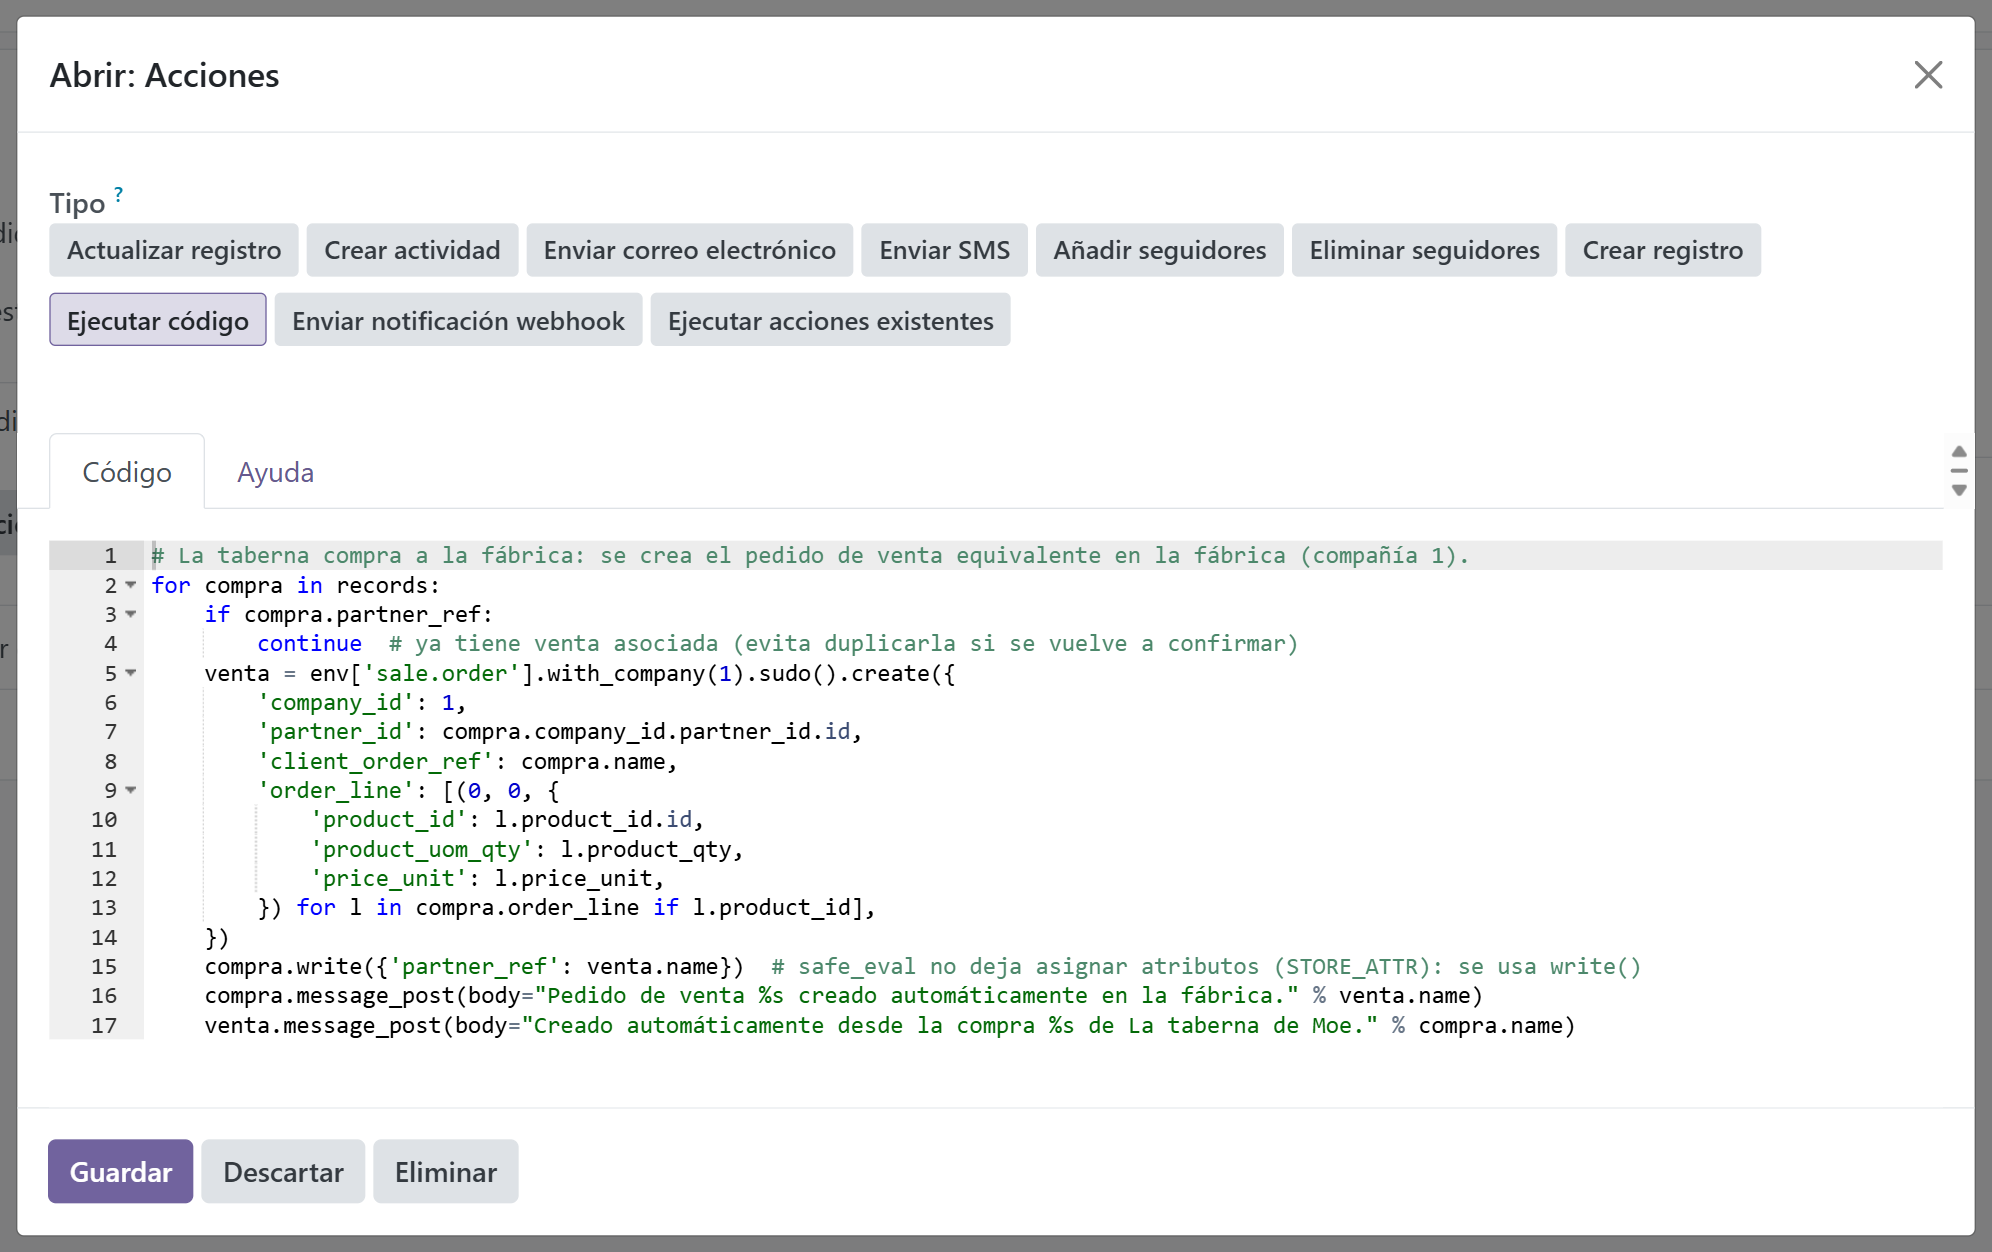 Abrir: Acciones
Tipo ?
Actualizar registro Crear actividad Enviar correo electrónico Enviar SMS Añadir seguidores Eliminar seguidores Crear registro
Ejecutar código Enviar notificación webhook Ejecutar acciones existentes
Código Ayuda
1 # La taberna compra a la fábrica: se crea el pedido de venta equivalente en la fábrica (compañía 1).
2 for compra in records:
3     if compra.partner_ref:
4         continue  # ya tiene venta asociada (evita duplicarla si se vuelve a confirmar)
5     venta = env['sale.order'].with_company(1).sudo().create({
6         'company_id': 1,
7         'partner_id': compra.company_id.partner_id.id,
8         'client_order_ref': compra.name,
9         'order_line': [(0, 0, {
10             'product_id': l.product_id.id,
11             'product_uom_qty': l.product_qty,
12             'price_unit': l.price_unit,
13         }) for l in compra.order_line if l.product_id],
14     })
15     compra.write({'partner_ref': venta.name})  # safe_eval no deja asignar atributos (STORE_ATTR): se usa write()
16     compra.message_post(body="Pedido de venta %s creado automáticamente en la fábrica." % venta.name)
17     venta.message_post(body="Creado automáticamente desde la compra %s de La taberna de Moe." % compra.name)
Guardar Descartar Eliminar